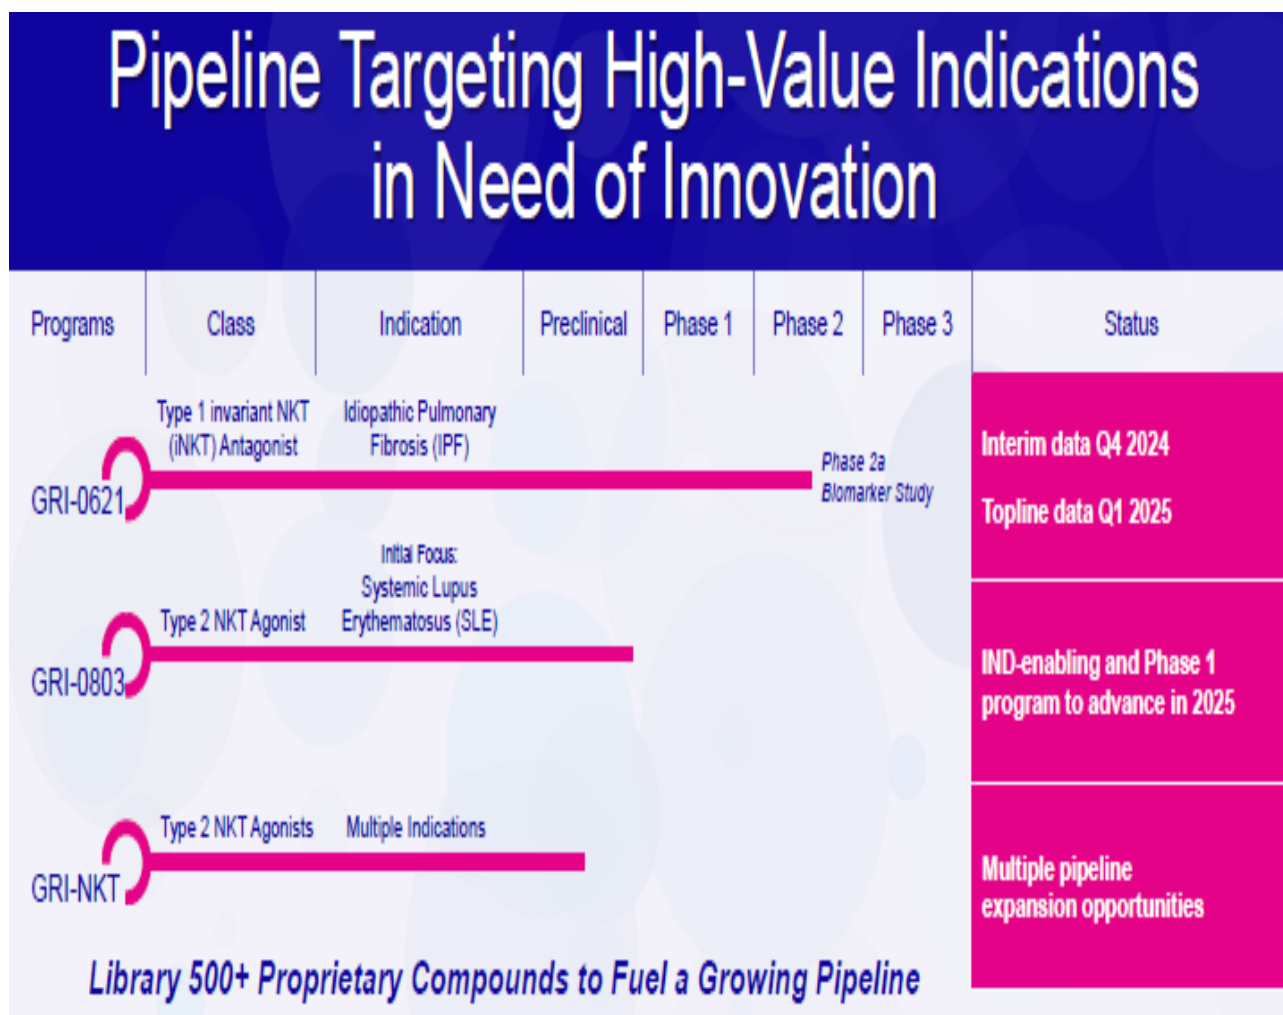 Pipeline Targeting High-Value Indications
in Need of Innovation
Programs
Class
Indication
Preclinical
Phase 1
Phase 2
Phase 3
Status
GRI-0621
Type 1 invariant NKT
(iNKT) Antagonist
Idiopathic Pulmonary
Fibrosis (IPF)
Phase 2a
Biomarker Study
Interim data Q4 2024
Topline data Q1 2025
GRI-0803
Type 2 NKT Agonist
Initial Focus:
Systemic Lupus
Erythematosus (SLE)
IND-enabling and Phase 1
program to advance in 2025
GRI-NKT
Type 2 NKT Agonists
Multiple Indications
Multiple pipeline
expansion opportunities
Library 500+ Proprietary Compounds to Fuel a Growing Pipeline